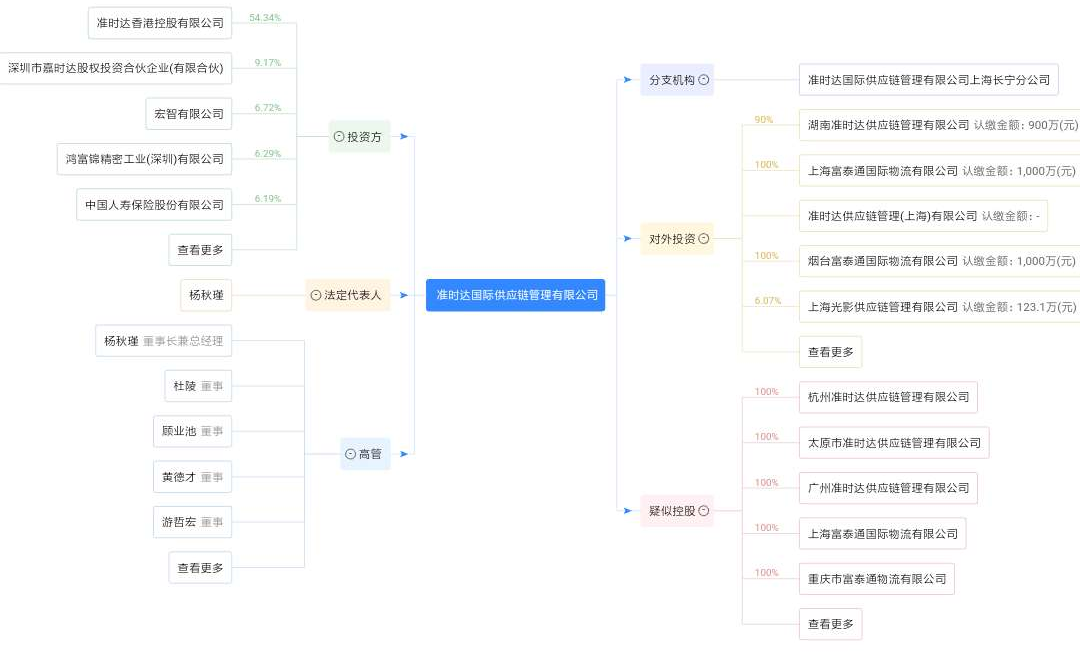 准时达香港控股有限公司
54.34%
深圳市嘉时达股权投资合伙企业(有限合伙)
9.17%
宏智有限公司
6.72%
鸿富锦精密工业(深圳)有限公司
6.29%
中国人寿保险股份有限公司
6.19%
查看更多
投资方
杨秋瑾
法定代表人
杨秋瑾 董事长兼总经理
杜陵 董事
顾业池 董事
黄德才 董事
游哲宏 董事
查看更多
高管
准时达国际供应链管理有限公司
分支机构
准时达国际供应链管理有限公司上海长宁分公司
对外投资
90%
湖南准时达供应链管理有限公司 认缴金额: 900万(元)
100%
上海富泰通国际物流有限公司 认缴金额: 1,000万(元)
准时达供应链管理(上海)有限公司 认缴金额: -
100%
烟台富泰通国际物流有限公司 认缴金额: 1,000万(元)
6.07%
上海光影供应链管理有限公司 认缴金额: 123.1万(元)
查看更多
疑似控股
100%
杭州准时达供应链管理有限公司
100%
太原市准时达供应链管理有限公司
100%
广州准时达供应链管理有限公司
100%
上海富泰通国际物流有限公司
100%
重庆市富泰通物流有限公司
查看更多